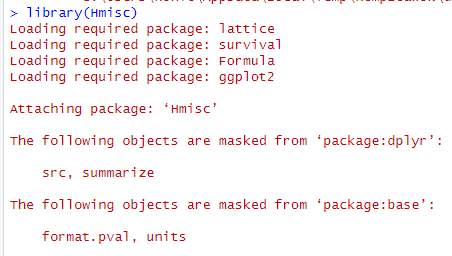 > library(Hmisc)
Loading required package: lattice
Loading required package: survival
Loading required package: Formula
Loading required package: ggplot2
Attaching package: ‘Hmisc’
The following objects are masked from ‘package:dplyr’:
src, summarize
The following objects are masked from ‘package:base’:
format.pval, units